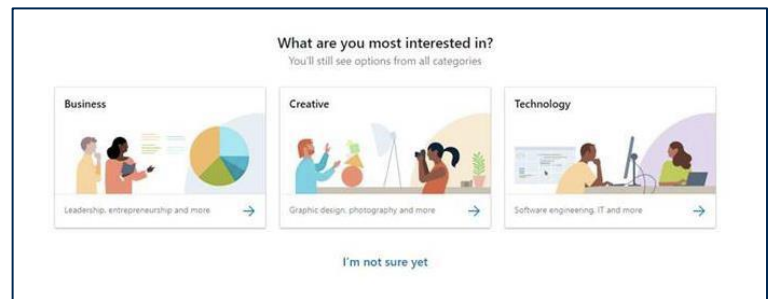 What are you most interested in?
You'll still see options from all categories
Business
Creative
Technology
Leadership, entrepreneurship and more
Graphic design, photography and more
Software engineering, IT and more
I'm not sure yet